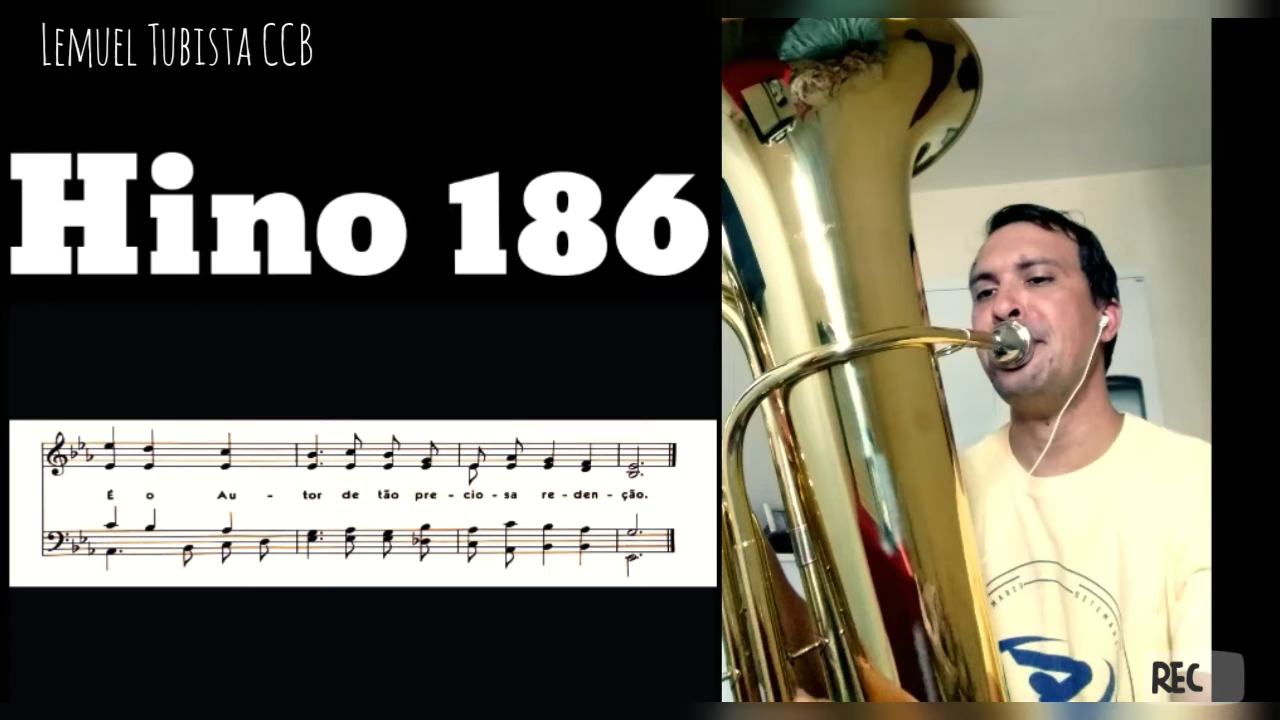 Lemuel Tubista CCB
Hino 186
É o Au - tor de tão pre - cio - sa re - den - ção.
REC